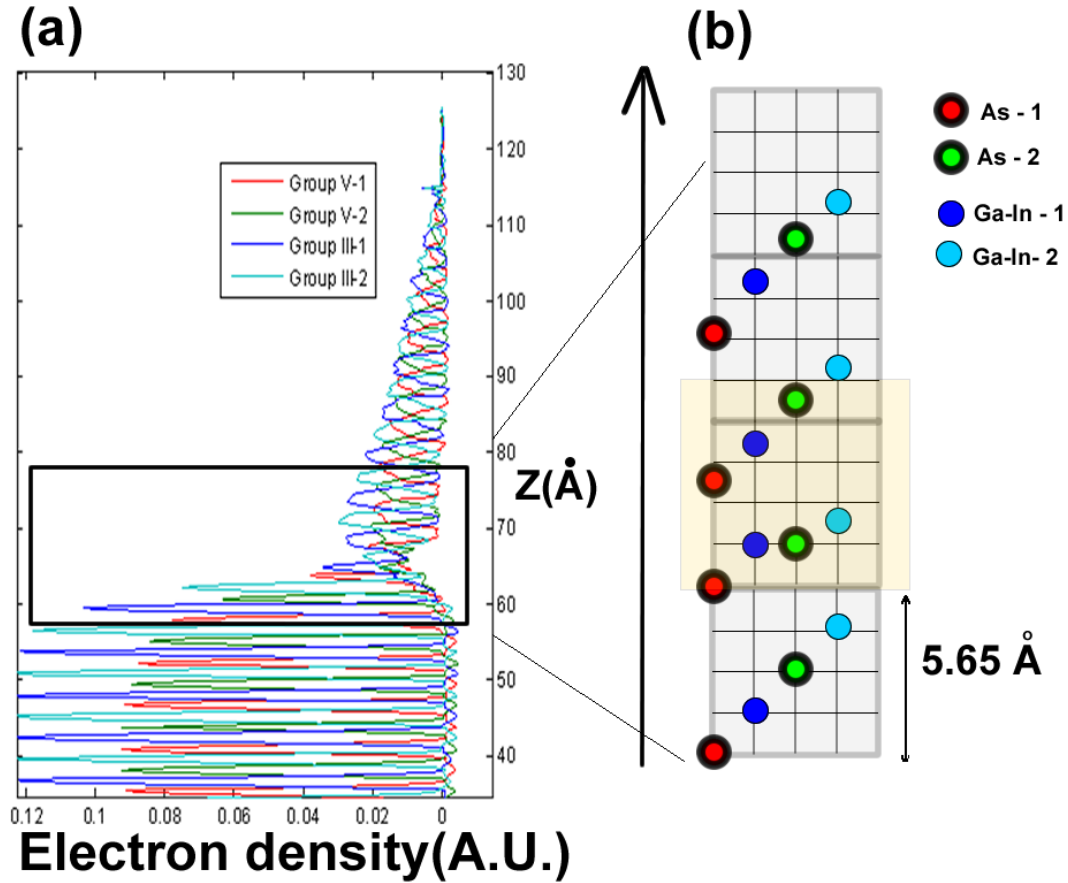 (a)
(b)
130
120
110
100
90
80
70
60
50
40
Group V-1
Group V-2
Group III-1
Group III-2
0.12 0.1 0.08 0.06 0.04 0.02 0
Electron density(A.U.)
Z(Å)
As - 1
As - 2
Ga-In - 1
Ga-In- 2
5.65 Å